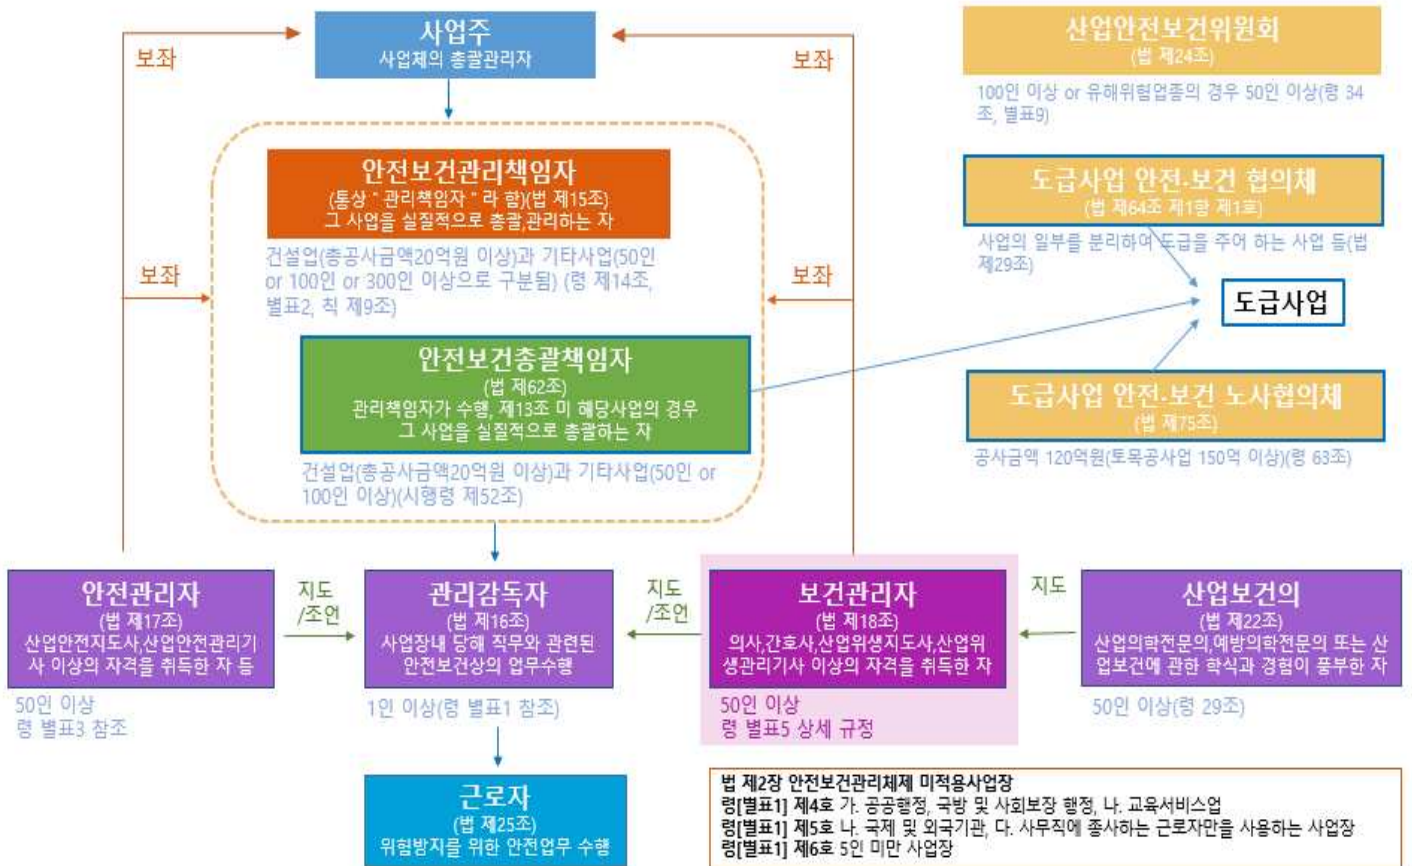 사업주
사업체의 총괄관리자
보좌
보좌
산업안전보건위원회
(법 제24조)
100인 이상 or 유해위험업종의 경우 50인 이상(령 34
조, 별표9)
안전보건관리책임자
(통상 " 관리책임자 " 라 함)(법 제15조)
그 사업을 실질적으로 총괄,관리하는 자
건설업(총공사금액20억원 이상)과 기타사업(50인
or 100인 or 300인 이상으로 구분됨) (령 제14조,
별표2, 칙 제9조)
보좌
보좌
도급사업 안전·보건 협의체
(법 제64조 제1항 제1호)
사업의 일부를 분리하여 도급을 주어 하는 사업 등(법
제29조)
도급사업
안전보건총괄책임자
(법 제62조)
관리책임자가 수행, 제13조 미 해당사업의 경우
그 사업을 실질적으로 총괄하는 자
건설업(총공사금액20억원 이상)과 기타사업(50인 or
100인 이상)(시행령 제52조)
도급사업 안전·보건 노사협의체
(법 제75조)
공사금액 120억원(토목공사업 150억 이상)(령 63조)
안전관리자
(법 제17조)
산업안전지도사,산업안전관리기
사 이상의 자격을 취득한 자 등
50인 이상
령 별표3 참조
지도
/조언
관리감독자
(법 제16조)
사업장내 당해 직무와 관련된
안전보건상의 업무수행
1인 이상(령 별표1 참조)
지도
/조언
보건관리자
(법 제18조)
의사,간호사,산업위생지도사,산업위
생관리기사 이상의 자격을 취득한 자
50인 이상
령 별표5 상세 규정
지도
산업보건의
(법 제22조)
산업의학전문의,예방의학전문의 또는 산
업보건에 관한 학식과 경험이 풍부한 자
50인 이상(령 29조)
근로자
(법 제25조)
위험방지를 위한 안전업무 수행
법 제2장 안전보건관리체제 미적용사업장
령[별표1] 제4호 가. 공공행정, 국방 및 사회보장 행정, 나. 교육서비스업
령[별표1] 제5호 나. 국제 및 외국기관, 다. 사무직에 종사하는 근로자만을 사용하는 사업장
령[별표1] 제6호 5인 미만 사업장